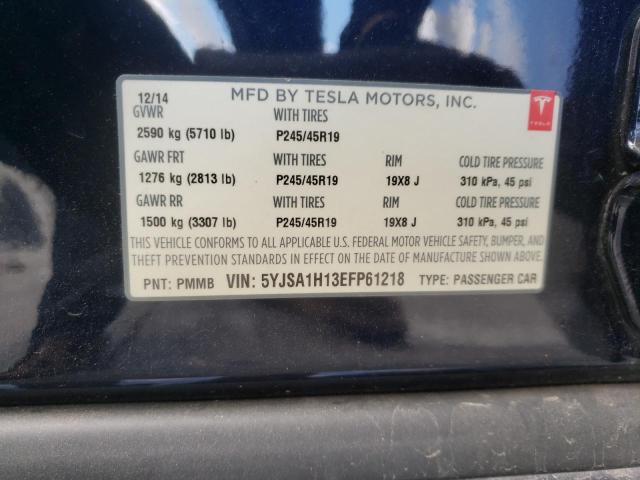 12/14 MFD BY TESLA MOTORS, INC.
GVWR WITH TIRES
2590 kg (5710 lb) P245/45R19
GAWR FRT WITH TIRES RIM COLD TIRE PRESSURE
1276 kg (2813 lb) P245/45R19 19X8 J 310 kPa, 45 psi
GAWR RR WITH TIRES RIM COLD TIRE PRESSURE
1500 kg (3307 lb) P245/45R19 19X8 J 310 kPa, 45 psi
THIS VEHICLE CONFORMS TO ALL APPLICABLE U.S. FEDERAL MOTOR VEHICLE SAFETY, BUMPER, AND
THEFT PREVENTION STANDARDS IN EFFECT ON THE DATE OF MANUFACTURE SHOWN ABOVE.
PNT: PMMB VIN: 5YJSA1H13EFP61218 TYPE: PASSENGER CAR
TESLA